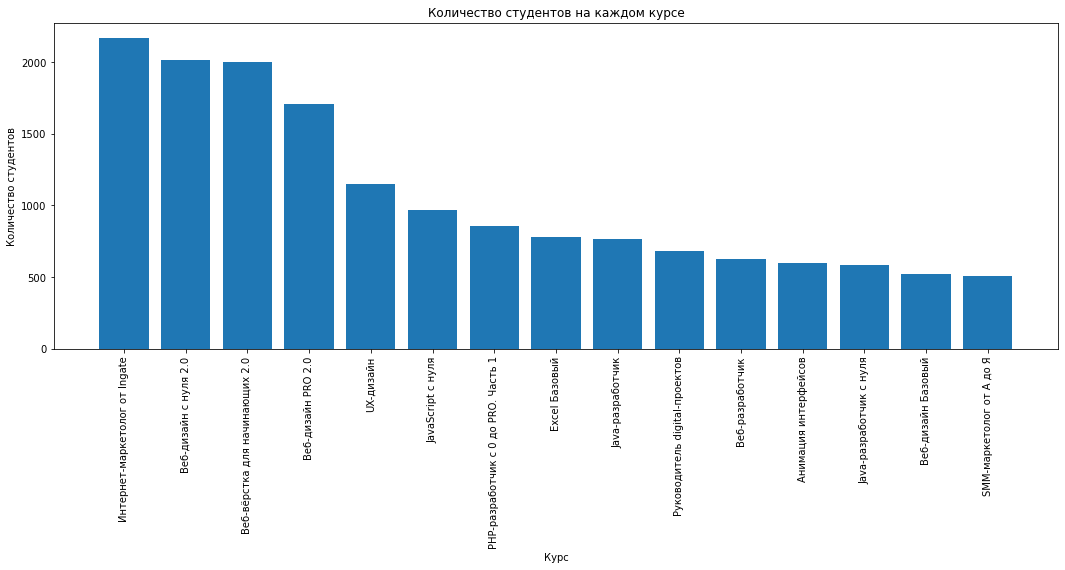 Количество студентов на каждом курсе
Количество студентов
2000
1500
1000
500
0
Интернет-маркетолог от Ingate
Веб-дизайн с нуля 2.0
Веб-вёрстка для начинающих 2.0
Веб-дизайн PRO 2.0
UX-дизайн
JavaScript с нуля
PHP-разработчик с 0 до PRO. Часть 1
Excel Базовый
Java-разработчик
Руководитель digital-проектов
Веб-разработчик
Анимация интерфейсов
Java-разработчик с нуля
Веб-дизайн Базовый
SMM-маркетолог от А до Я
Курс